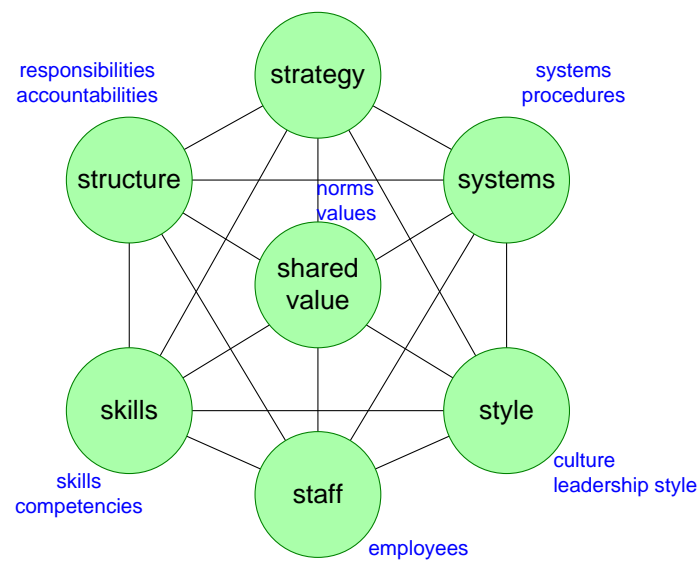 strategy
responsibilities
accountabilities
systems
procedures
structure
systems
norms
values
shared
value
skills
style
skills
competencies
culture
leadership style
staff
employees